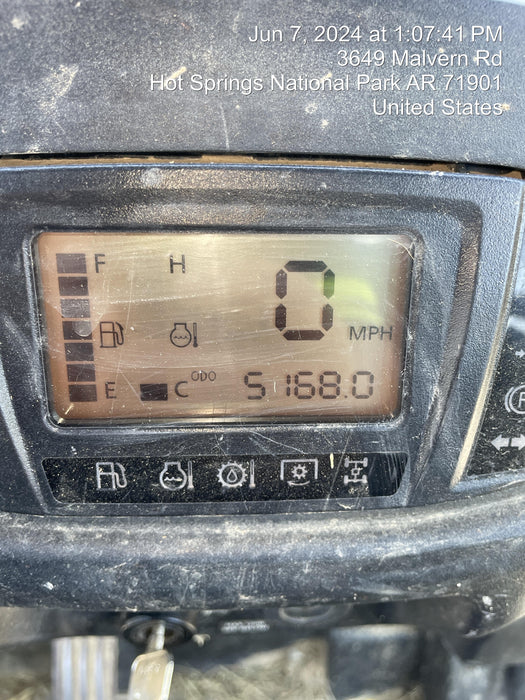 Jun 7, 2024 at 1:07:41 PM
3649 Malvern Rd
Hot Springs National Park AR 71901
United States
F H 0
MPH
E C ODO 5168.0